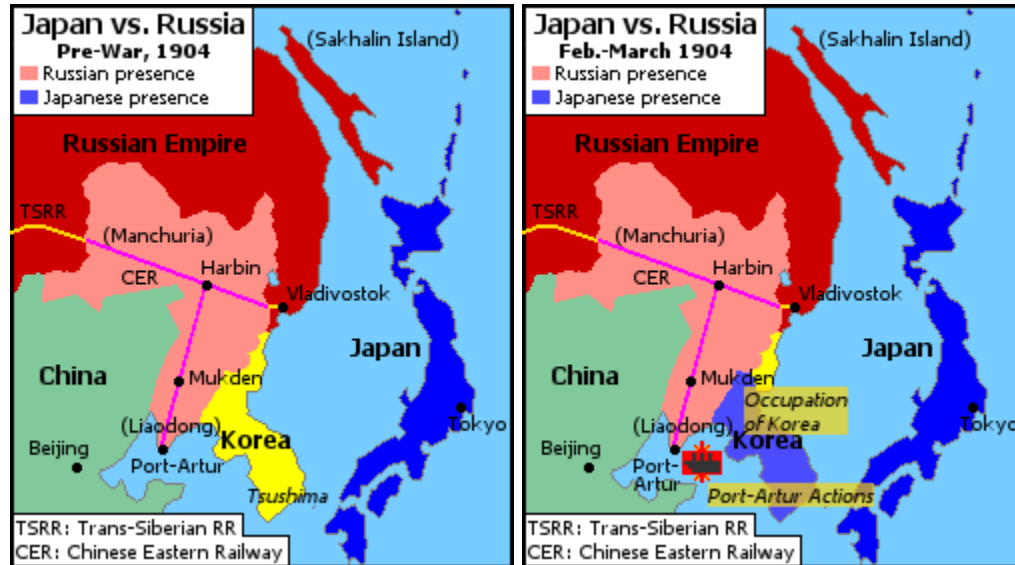 Japan vs. Russia
Pre-War, 1904
Russian presence
Japanese presence
(Sakhalin Island)
Russian Empire
TSRR
(Manchuria)
CER
Harbin
Vladivostok
Japan
China
Mukden
(Liaodong)
Korea
Tokyo
Beijing
Port-Artur
Tsushima
TSRR: Trans-Siberian RR
CER: Chinese Eastern Railway
Japan vs. Russia
Feb.-March 1904
Russian presence
Japanese presence
(Sakhalin Island)
Russian Empire
TSRR
(Manchuria)
CER
Harbin
Vladivostok
Japan
China
Mukden
Occupation
of Korea
(Liaodong)
Korea
Tokyo
Beijing
Port-
Artur
Port-Artur Actions
TSRR: Trans-Siberian RR
CER: Chinese Eastern Railway